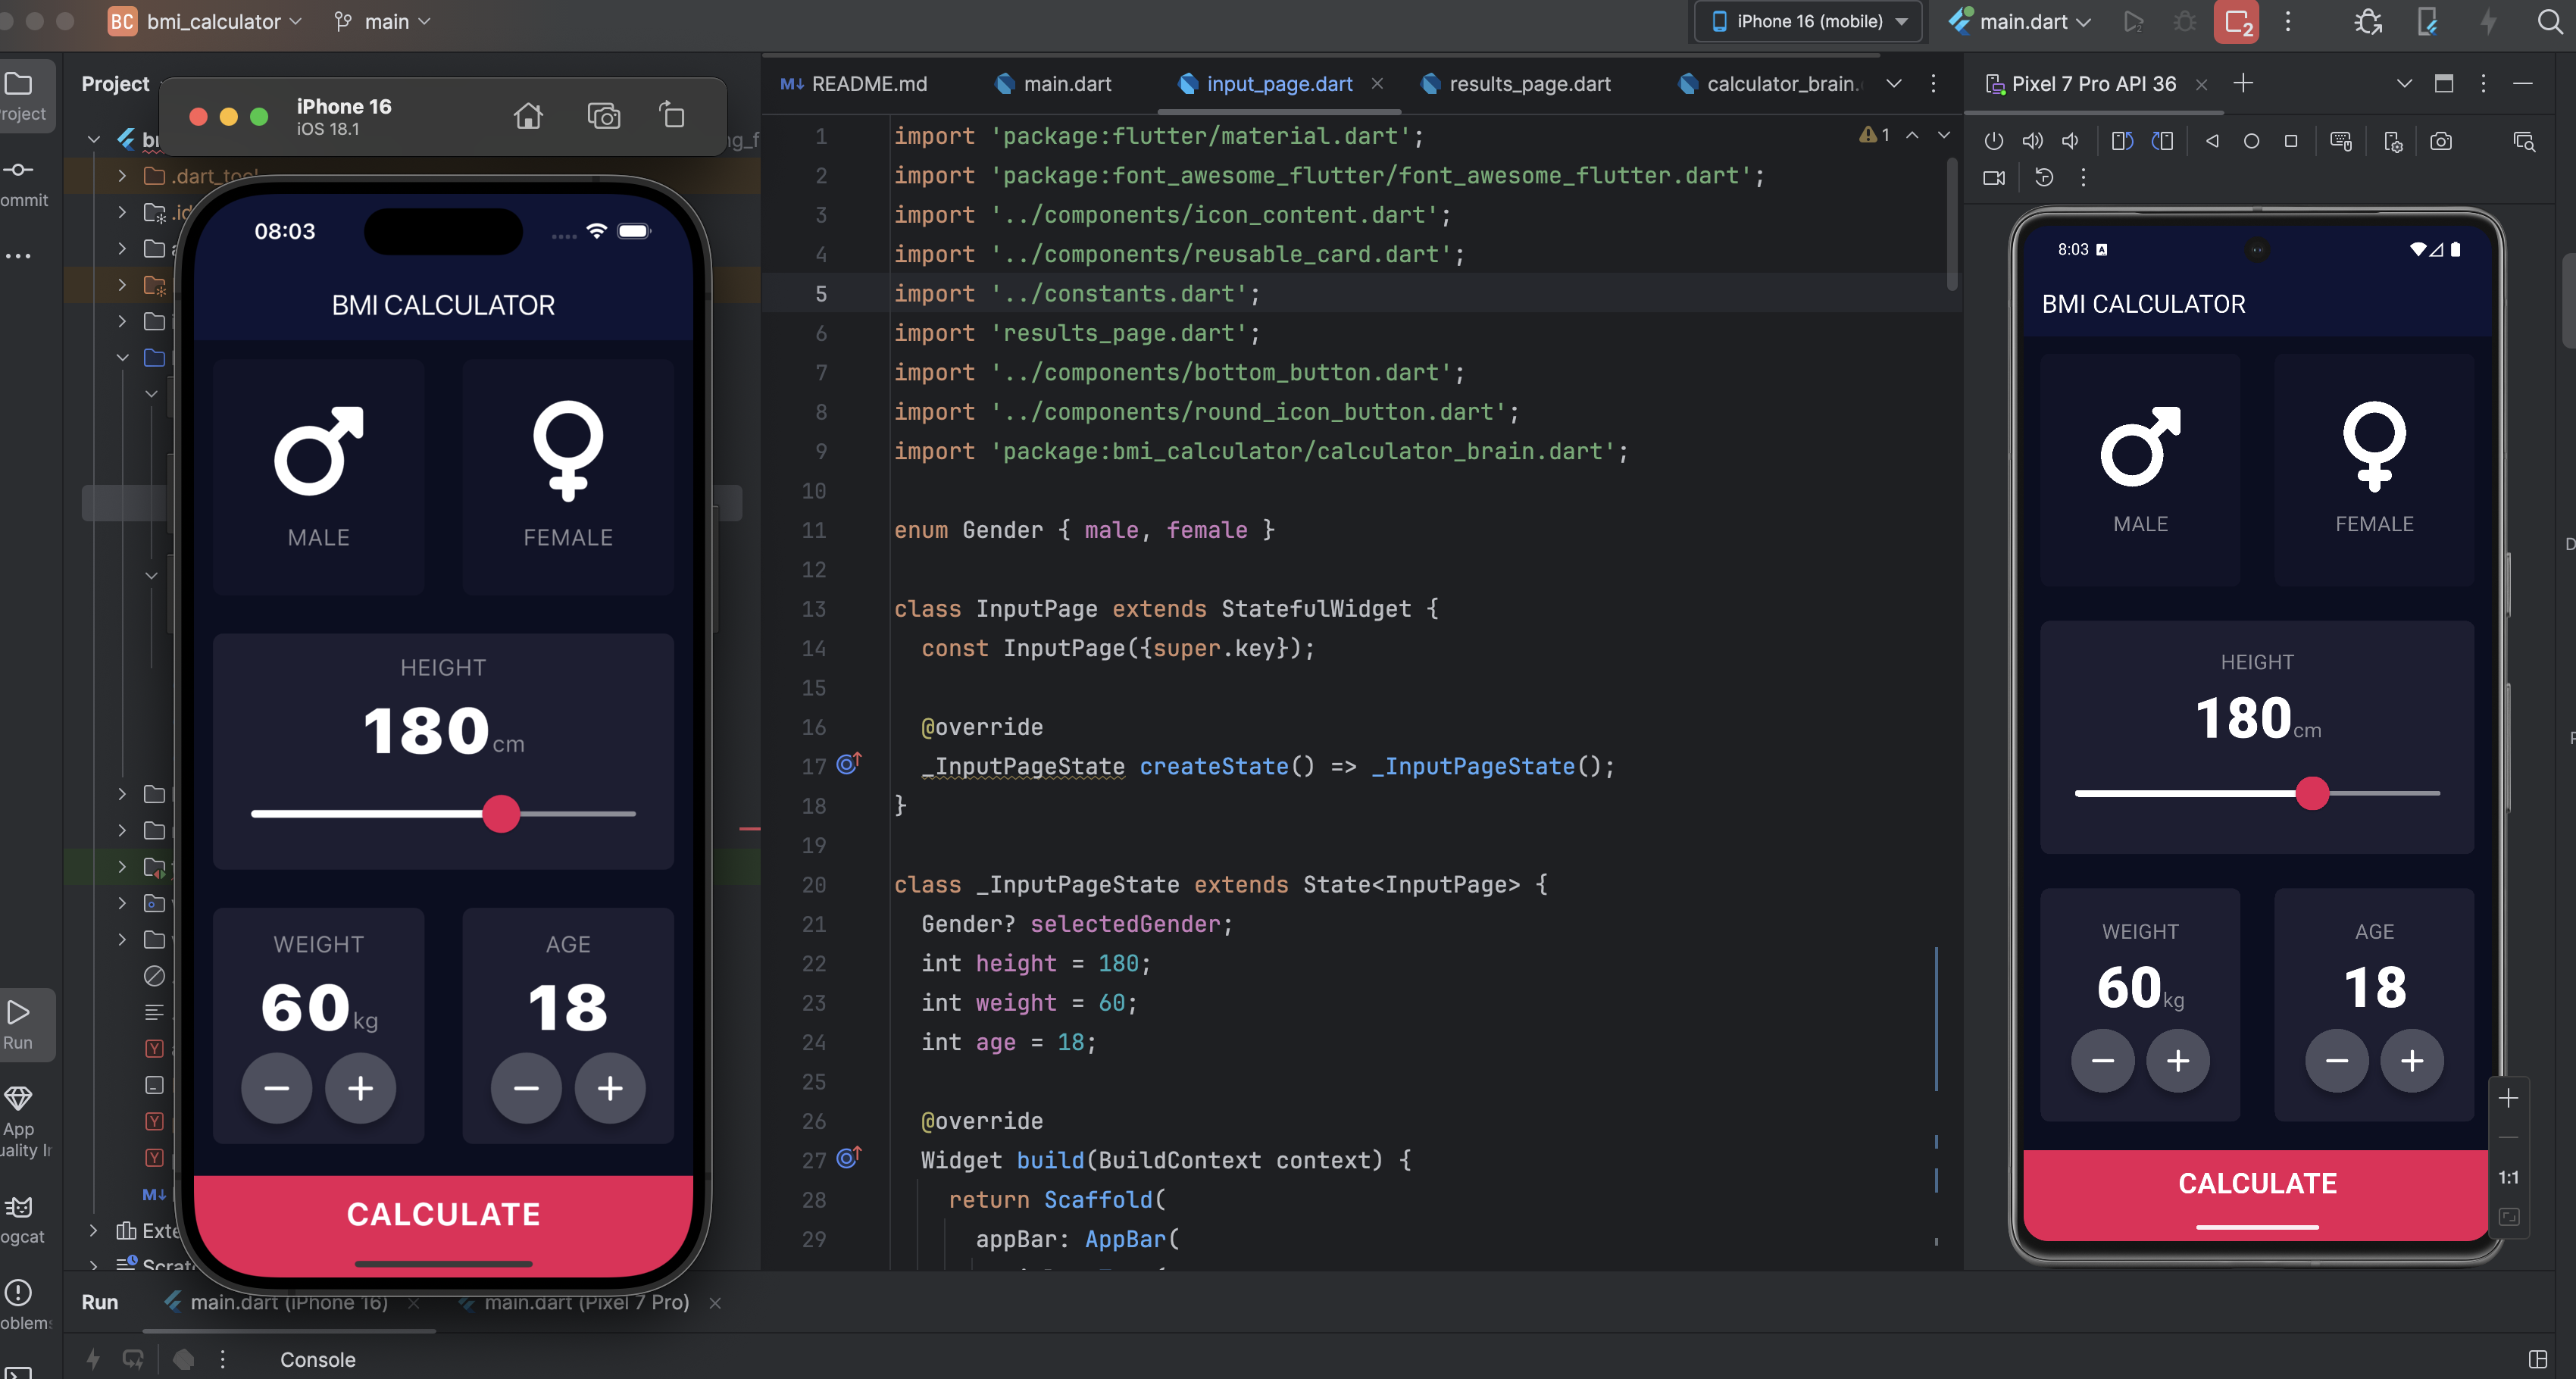 BC bmi_calculator main iPhone 16 (mobile) main.dart 2
Project
iPhone 16
iOS 18.1
.dart_tool
08:03
BMI CALCULATOR
MALE
FEMALE
HEIGHT
180cm
WEIGHT
60kg
AGE
18
CALCULATE
README.md main.dart input_page.dart results_page.dart calculator_brain.
1
1 import 'package:flutter/material.dart';
2 import 'package:font_awesome_flutter/font_awesome_flutter.dart';
3 import '../components/icon_content.dart';
4 import '../components/reusable_card.dart';
5 import '../constants.dart';
6 import 'results_page.dart';
7 import '../components/bottom_button.dart';
8 import '../components/round_icon_button.dart';
9 import 'package:bmi_calculator/calculator_brain.dart';
10
11 enum Gender { male, female }
12
13 class InputPage extends StatefulWidget {
14 const InputPage({super.key});
15
16 @override
17 _InputPageState createState() => _InputPageState();
18 }
19
20 class _InputPageState extends State<InputPage> {
21 Gender? selectedGender;
22 int height = 180;
23 int weight = 60;
24 int age = 18;
25
26 @override
27 Widget build(BuildContext context) {
28 return Scaffold(
29 appBar: AppBar(
Pixel 7 Pro API 36
8:03
BMI CALCULATOR
MALE
FEMALE
HEIGHT
180cm
WEIGHT
60kg
AGE
18
CALCULATE
1:1
roject
ommit
Run
App
uality
ogcat
oblems
M↓
Exte
Scrat
Run main.dart (iPhone 16) main.dart (Pixel 7 Pro)
Console